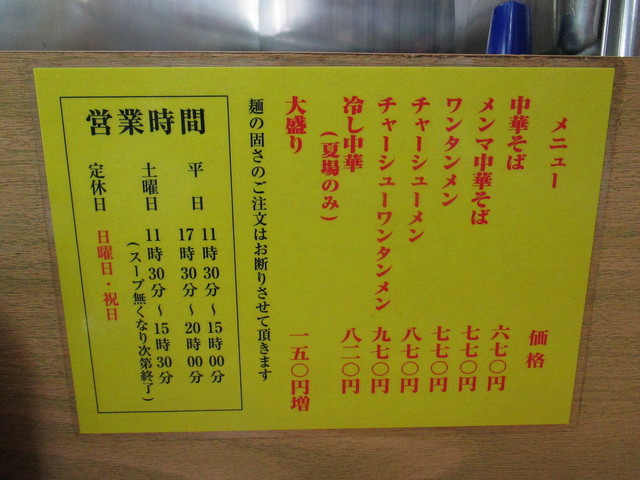 メニュー 価格
中華そば 六七〇円
メンマ中華そば 七七〇円
ワンタンメン 七七〇円
チャーシューメン 八七〇円
チャーシューワンタンメン 九七〇円
冷し中華 八二〇円
(夏場のみ)
大盛り 一五〇円増
麺の固さのご注文はお断りさせて頂きます
営業時間
平日 11時30分～15時00分
17時30分～20時00分
土曜日 11時30分～15時30分
(スープ無くなり次第終了)
定休日 日曜日・祝日